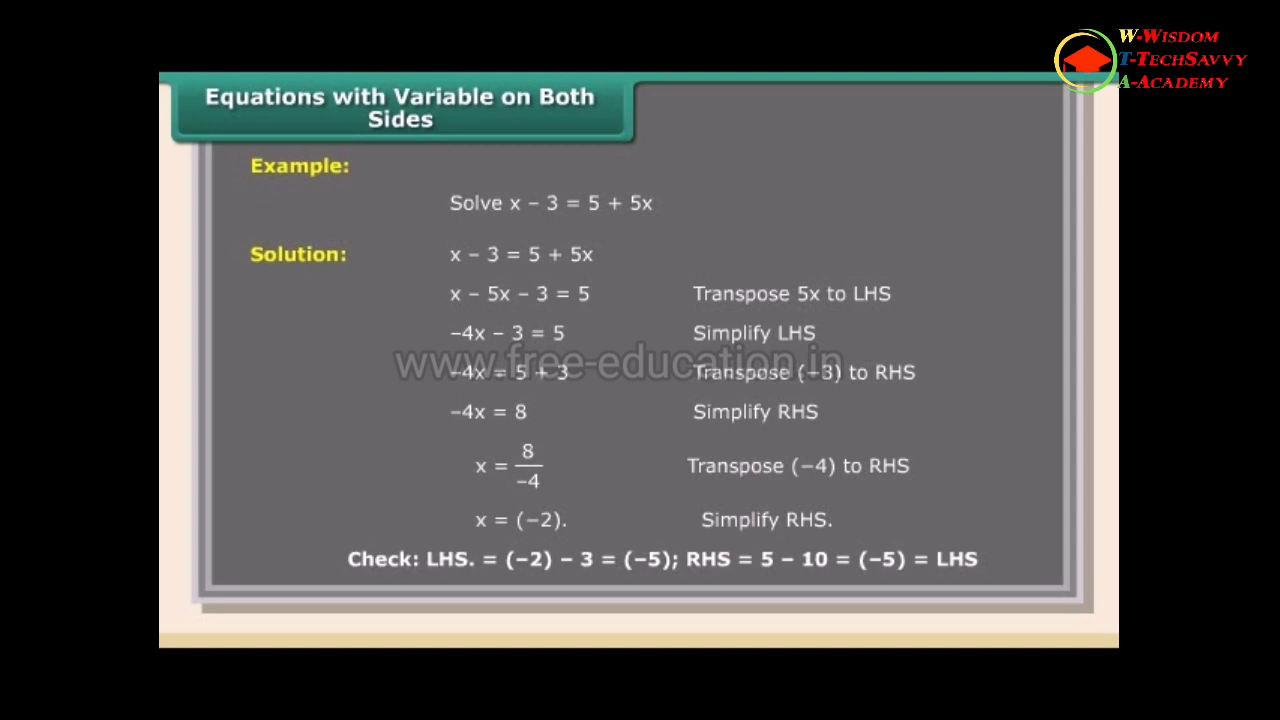 W-WISDOM
T-TECHSAVVY
A-ACADEMY
Equations with Variable on Both
Sides
Example:
Solve x – 3 = 5 + 5x
Solution: x – 3 = 5 + 5x
x – 5x – 3 = 5 Transpose 5x to LHS
–4x – 3 = 5 Simplify LHS
www.free-education.in
–4x = 5 + 3 Transpose (−3) to RHS
–4x = 8 Simplify RHS
x = 8/–4 Transpose (−4) to RHS
x = (−2). Simplify RHS.
Check: LHS. = (−2) – 3 = (−5); RHS = 5 – 10 = (−5) = LHS